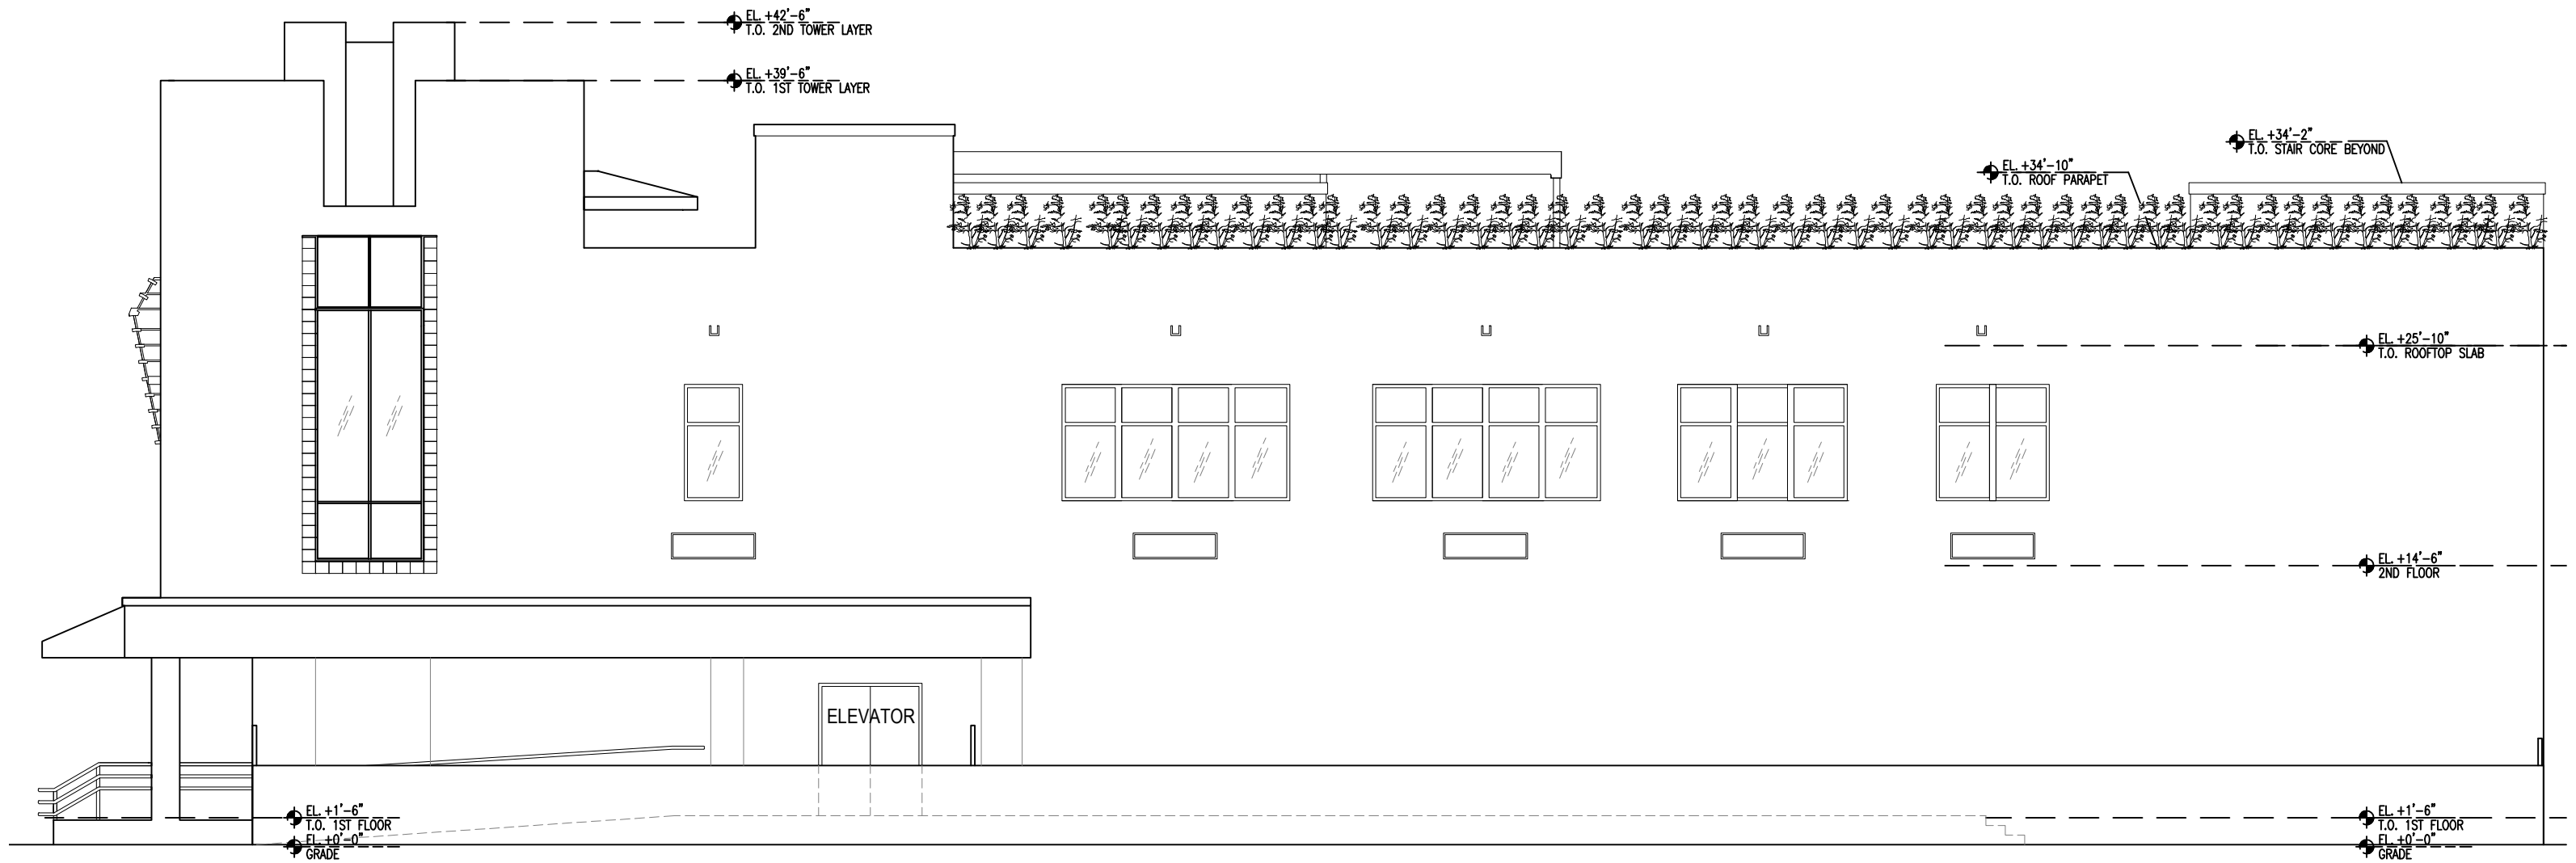 EL. +42'-6"
T.O. 2ND TOWER LAYER
EL. +39'-6"
T.O. 1ST TOWER LAYER
EL. +34'-2"
T.O. STAIR CORE BEYOND
EL. +34'-10"
T.O. ROOF PARAPET
EL. +25'-10"
T.O. ROOFTOP SLAB
EL. +14'-6"
2ND FLOOR
ELEVATOR
EL. +1'-6"
T.O. 1ST FLOOR
EL. +0'-0"
GRADE
EL. +1'-6"
T.O. 1ST FLOOR
EL. +0'-0"
GRADE